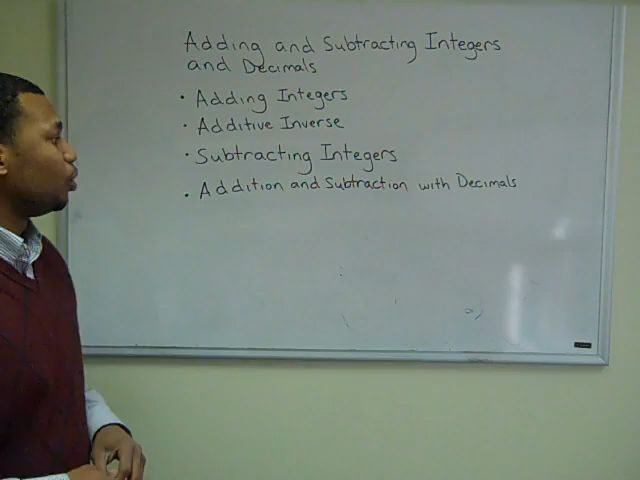 Adding and Subtracting Integers
and Decimals
· Adding Integers
· Additive Inverse
· Subtracting Integers
· Addition and Subtraction with Decimals